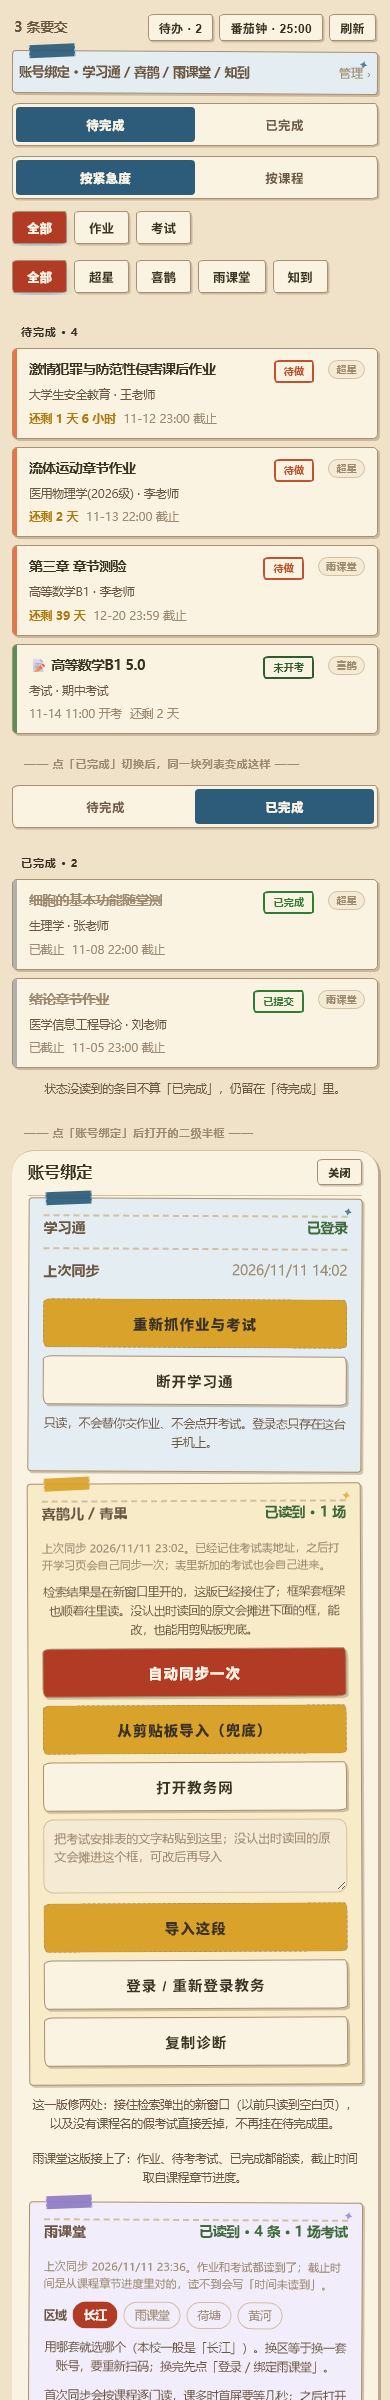 3 条要交 待办 · 2 番茄钟 · 25:00 刷新
账号绑定 · 学习通 / 喜鹊 / 雨课堂 / 知到 管理 ›
待完成 已完成
按紧急度 按课程
全部 作业 考试
全部 超星 喜鹊 雨课堂 知到
待完成 · 4
激情犯罪与防范性侵害课后作业 待做 超星
大学生安全教育 · 王老师
还剩 1 天 6 小时 11-12 23:00 截止
流体运动章节作业 待做 超星
医用物理学(2026级) · 李老师
还剩 2 天 11-13 22:00 截止
第三章 章节测验 待做 雨课堂
高等数学B1 · 李老师
还剩 39 天 12-20 23:59 截止
高等数学B1 5.0 未开考 喜鹊
考试 · 期中考试
11-14 11:00 开考 还剩 2 天
—— 点「已完成」切换后，同一块列表变成这样 ——
待完成 已完成
已完成 · 2
细胞的基本功能随堂测 已完成 超星
生理学 · 张老师
已截止 11-08 22:00 截止
绪论章节作业 已提交 雨课堂
医学信息工程导论 · 刘老师
已截止 11-05 23:00 截止
状态没读到的条目不算「已完成」，仍留在「待完成」里。
—— 点「账号绑定」后打开的二级半框 ——
账号绑定 关闭
学习通 已登录
上次同步 2026/11/11 14:02
重新抓作业与考试
断开学习通
只读，不会替你交作业、不会点开考试。登录态只存在这台
手机上。
喜鹊儿 / 青果 已读到 · 1 场
上次同步 2026/11/11 23:02。已经记住考试表地址，之后打
开学习页会自己同步一次；表里新加的考试也会自己进来。
检索结果是在新窗口里开的，这版已经接住了；框架套框架
也顺着往里读。没认出时读回的原文会摊进下面的框，能
改，也能用剪贴板兜底。
自动同步一次
从剪贴板导入（兜底）
打开教务网
把考试安排表的文字粘贴到这里；没认出时读回的原
文会摊进这个框，可改后再导入
导入这段
登录 / 重新登录教务
复制诊断
这一版修两处：接住检索弹出的新窗口（以前只读到空白页），
以及没有课程名的假考试直接丢掉，不再挂在待完成里。
雨课堂这版接上了：作业、待考考试、已完成都能读，截止时间
取自课程章节进度。
雨课堂 已读到 · 4 条 · 1 场考试
上次同步 2026/11/11 23:36。作业和考试都读到了；截止时
间是从课程章节进度里对的，读不到会写「时间未读到」。
区域 长江 雨课堂 荷塘 黄河
用哪套就选哪个（本校一般是「长江」）。换区等于换一套
账号，要重新扫码；换完先点「登录 / 绑定雨课堂」。
首次同步会按课程逐门读，课多时首屏要等几秒；之后打开